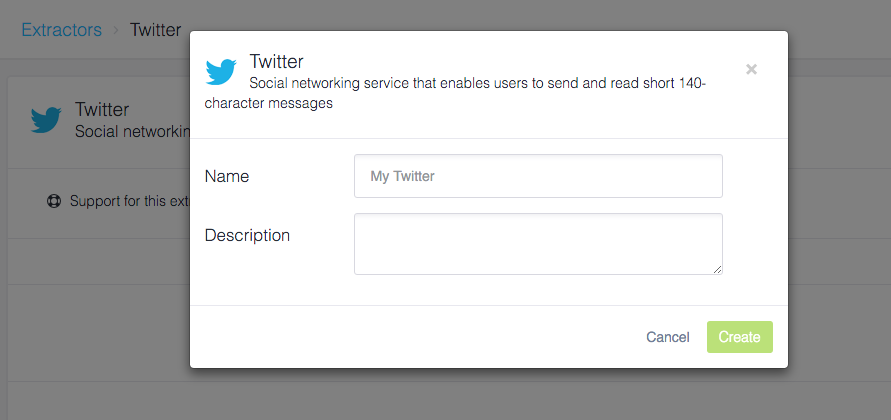 Extractors > Twitter
Twitter
Social networking service that enables users to send and read short 140-
character messages
Twitter
Social networkin
Support for this ext
Name
My Twitter
Description
Cancel
Create